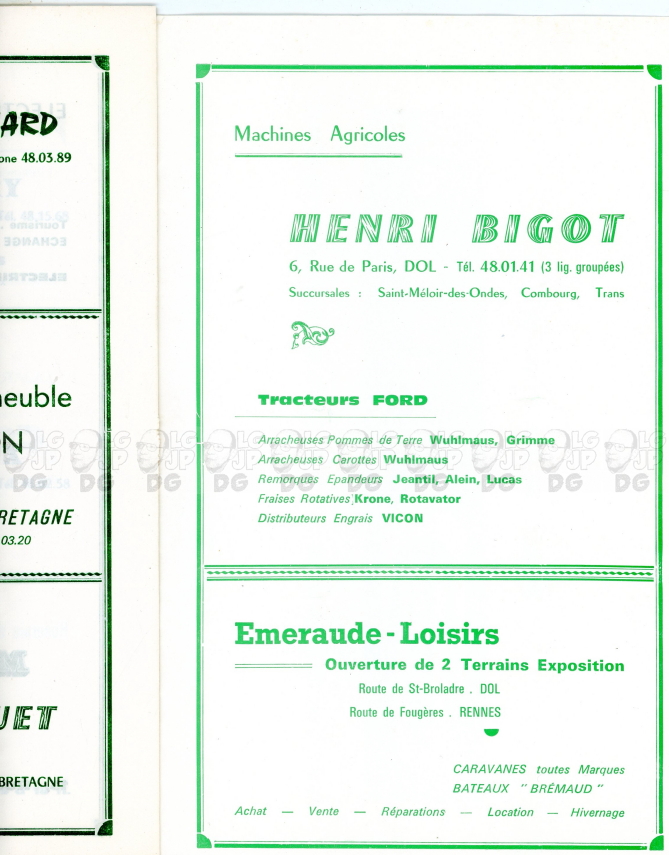 ARD
one 48.03.89
euble
ON
RETAGNE
03.20
UET
BRETAGNE
Machines Agricoles
HENRI BIGOT
6, Rue de Paris, DOL - Tél. 48.01.41 (3 lig. groupées)
Succursales : Saint-Méloir-des-Ondes, Combourg, Trans
Tracteurs FORD
Arracheuses Pommes de Terre Wuhlmaus, Grimme
Arracheuses Carottes Wuhlmaus
Remorques Epandeurs Jeantil, Alein, Lucas
Fraises Rotatives Krone, Rotavator
Distributeurs Engrais VICON
Emeraude - Loisirs
Ouverture de 2 Terrains Exposition
Route de St-Broladre . DOL
Route de Fougères . RENNES
CARAVANES toutes Marques
BATEAUX " BRÉMAUD "
Achat — Vente — Réparations — Location — Hivernage